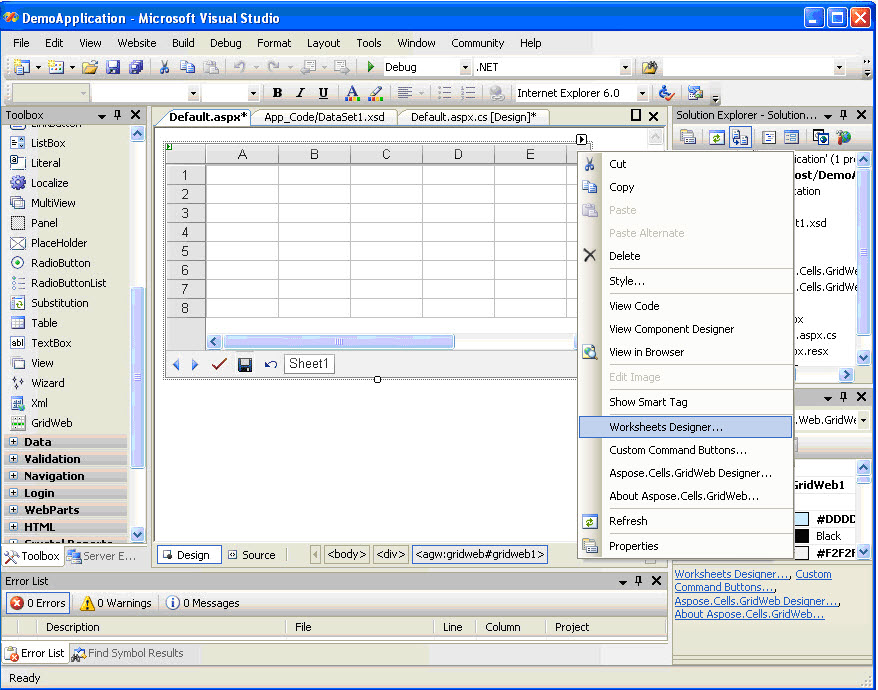 DemoApplication - Microsoft Visual Studio
File Edit View Website Build Debug Format Layout Tools Window Community Help
Debug .NET
B I U A Internet Explorer 6.0
Toolbox
ListBox
Literal
Localize
MultiView
Panel
PlaceHolder
RadioButton
RadioButtonList
Substitution
Table
TextBox
View
Wizard
Xml
GridWeb
Data
Validation
Navigation
Login
WebParts
HTML
Crystal Reports
Toolbox Server E...
Default.aspx* App_Code/DataSet1.xsd Default.aspx.cs [Design]*
A B C D E
1
2
3
4
5
6
7
8
Sheet1
Design Source <body> <div> <agw:gridweb#gridweb1>
Cut
Copy
Paste
Paste Alternate
Delete
Style...
View Code
View Component Designer
View in Browser
Edit Image
Show Smart Tag
Worksheets Designer...
Custom Command Buttons...
Aspose.Cells.GridWeb Designer...
About Aspose.Cells.GridWeb...
Refresh
Properties
Solution Explorer - Solution...
ication' (1 pr
ost/DemoA
cation
t1.xsd
.Cells.GridWe
.Cells.GridWe
ox
.aspx.cs
.aspx.resx
.Web.GridWe
GridWeb1
#DDDD
Black
#F2F2F
Worksheets Designer..., Custom
Command Buttons...,
Aspose.Cells.GridWeb Designer...,
About Aspose.Cells.GridWeb...
Error List
0 Errors 0 Warnings 0 Messages
Description File Line Column Project
Error List Find Symbol Results
Ready